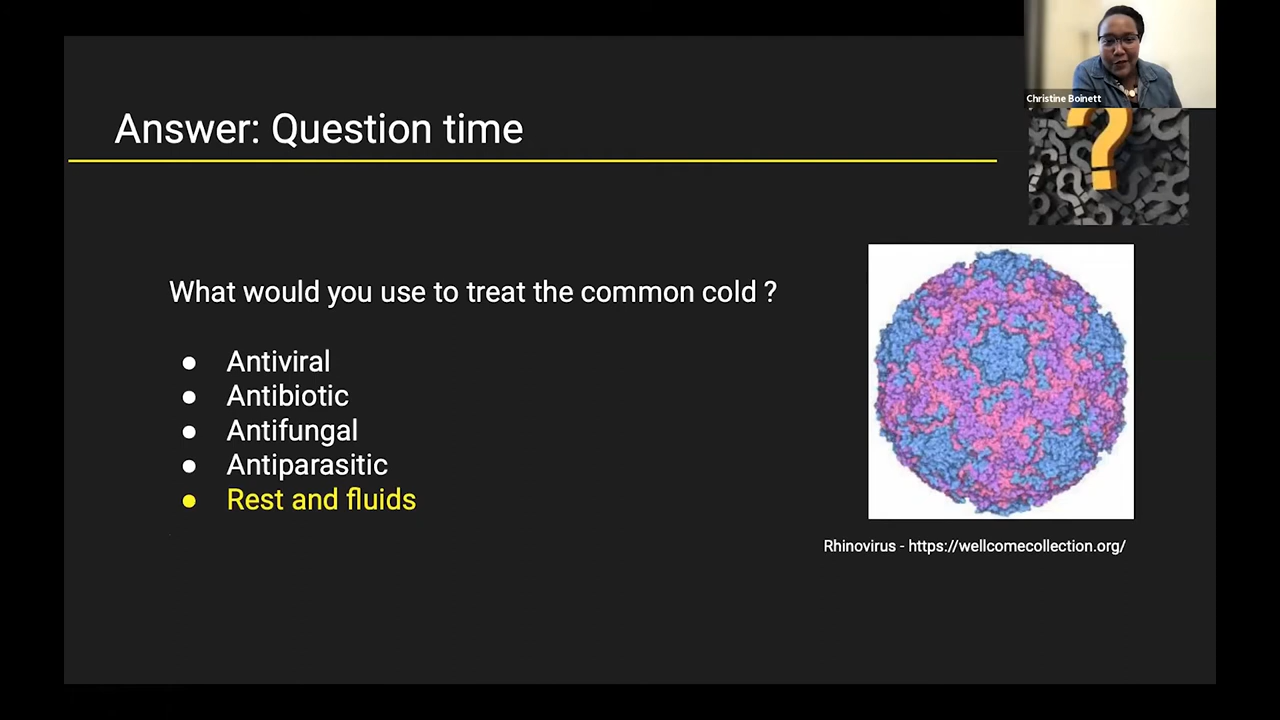 Christine Boinett
Answer: Question time
?
What would you use to treat the common cold ?
● Antiviral
● Antibiotic
● Antifungal
● Antiparasitic
● Rest and fluids
Rhinovirus - https://wellcomecollection.org/